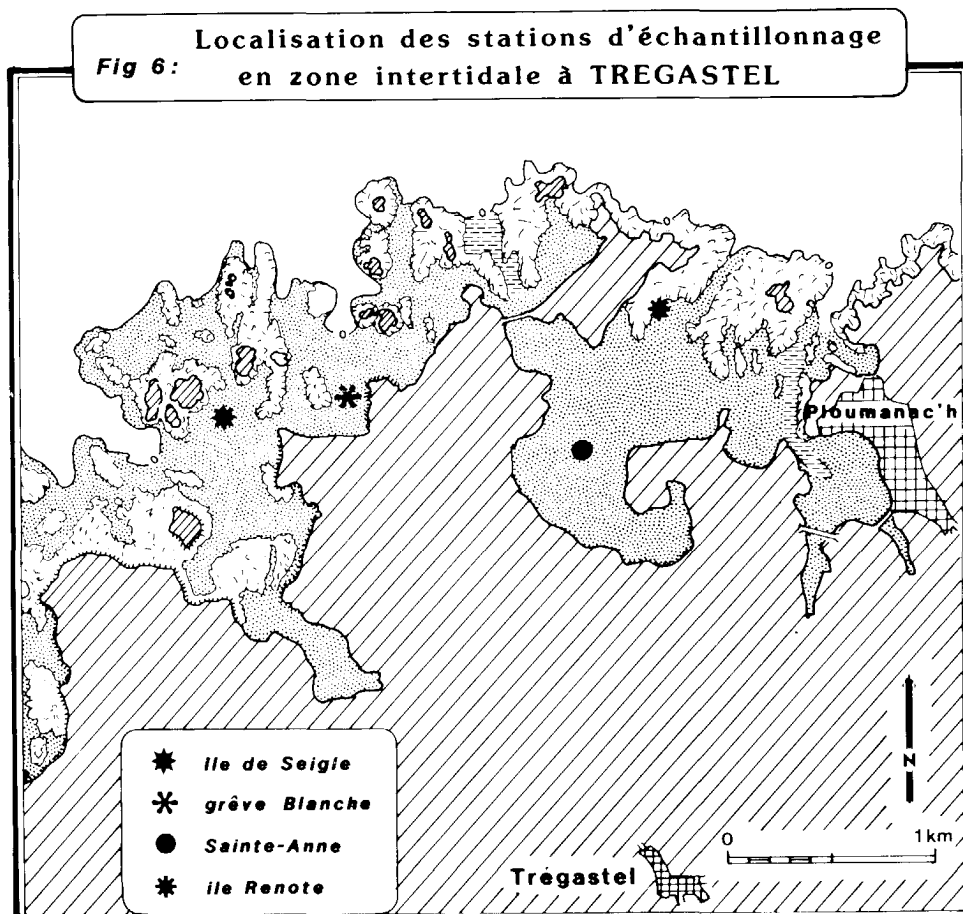 Fig 6:
Localisation des stations d'échantillonnage
en zone intertidale à TREGASTEL
Ploumanac'h
ile de Seigle
grêve Blanche
Sainte-Anne
ile Renote
N
0 1km
Trégastel